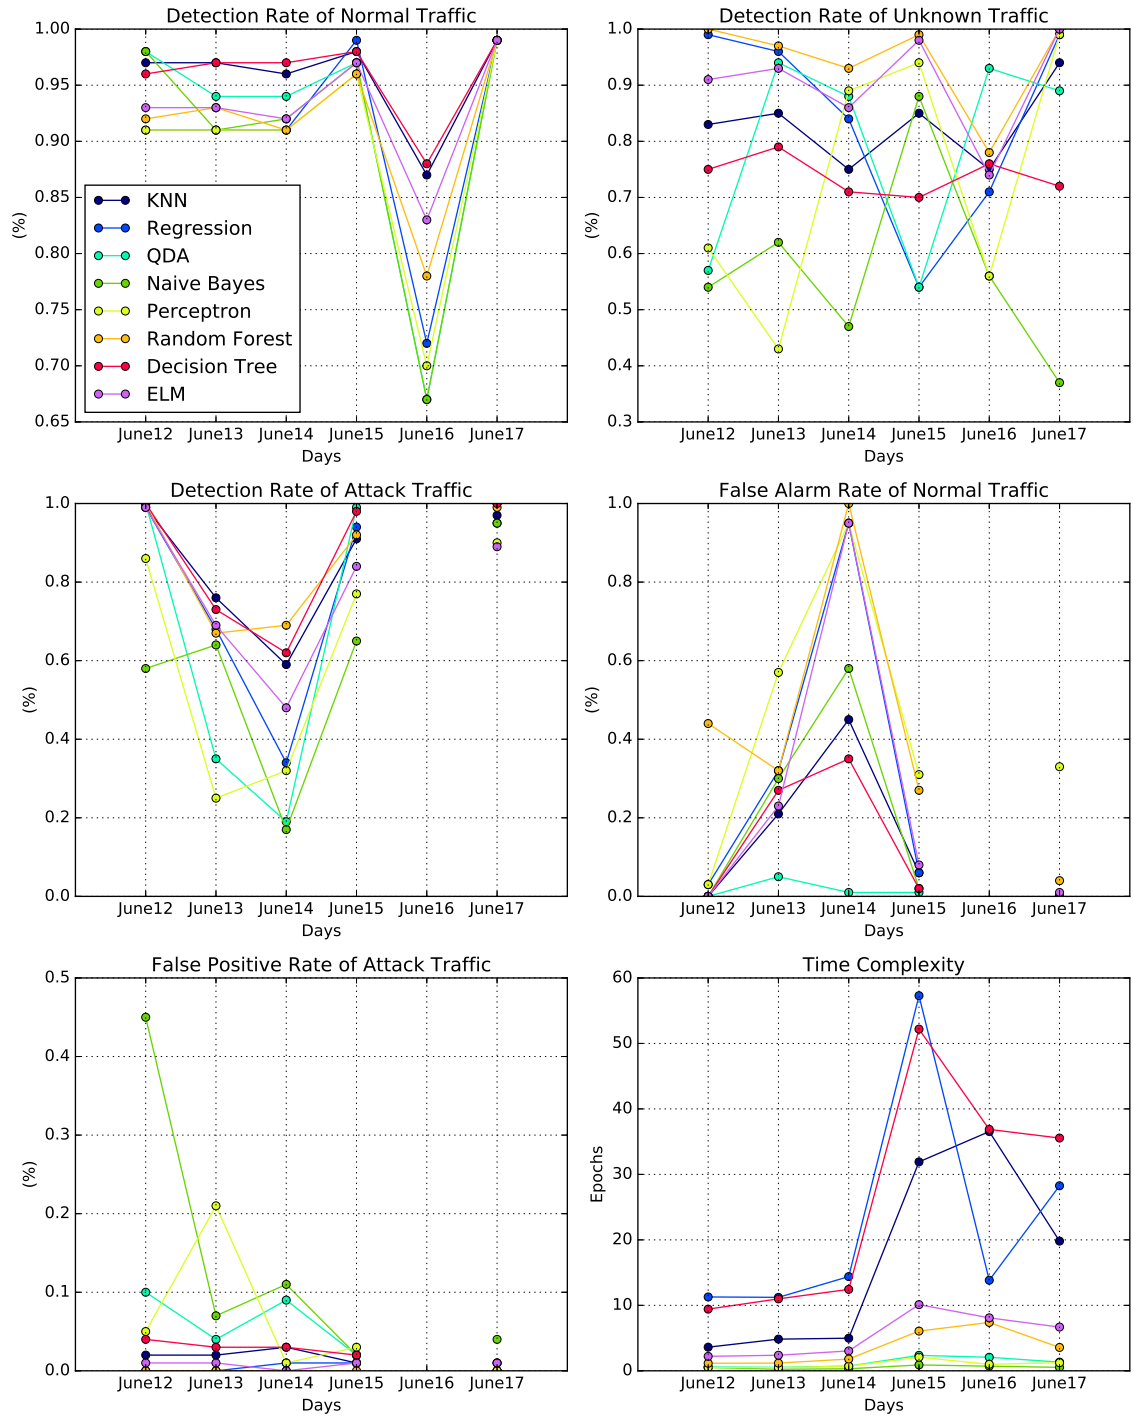 Detection Rate of Normal Traffic
1.00
0.95
0.90
0.85
0.80
0.75
0.70
0.65
(%)
KNN
Regression
QDA
Naive Bayes
Perceptron
Random Forest
Decision Tree
ELM
June12 June13 June14 June15 June16 June17
Days
Detection Rate of Unknown Traffic
1.0
0.9
0.8
0.7
0.6
0.5
0.4
0.3
(%)
June12 June13 June14 June15 June16 June17
Days
Detection Rate of Attack Traffic
1.0
0.8
0.6
0.4
0.2
0.0
(%)
June12 June13 June14 June15 June16 June17
Days
False Alarm Rate of Normal Traffic
1.0
0.8
0.6
0.4
0.2
0.0
(%)
June12 June13 June14 June15 June16 June17
Days
False Positive Rate of Attack Traffic
0.5
0.4
0.3
0.2
0.1
0.0
(%)
June12 June13 June14 June15 June16 June17
Days
Time Complexity
60
50
40
30
20
10
0
Epochs
June12 June13 June14 June15 June16 June17
Days